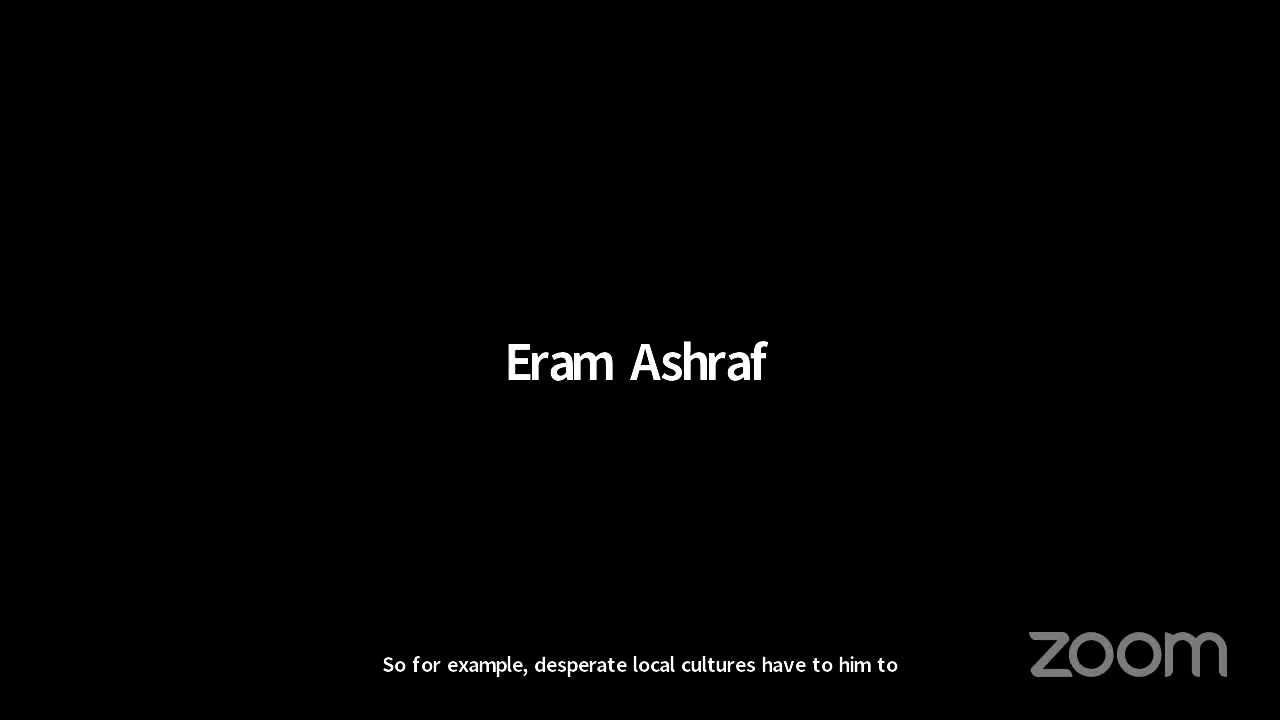 Eram Ashraf
So for example, desperate local cultures have to him to
zoom